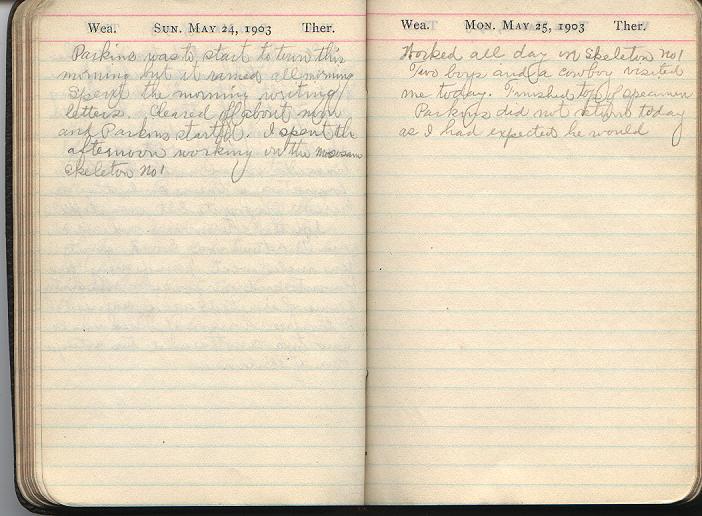 Wea. Sun. May 24, 1903 Ther.
Parkins was to start to town this
morning but it rained all morning
Spent the morning writing
letters. Cleared off about noon
and Parkins started. I spent the
afternoon working on the mosasaur
skeleton No 1
Wea. Mon. May 25, 1903 Ther.
Worked all day on Skeleton No 1
Two boys and a cowboy visited
me today. Finished top of specimen
Parkins did not return today
as I had expected he would